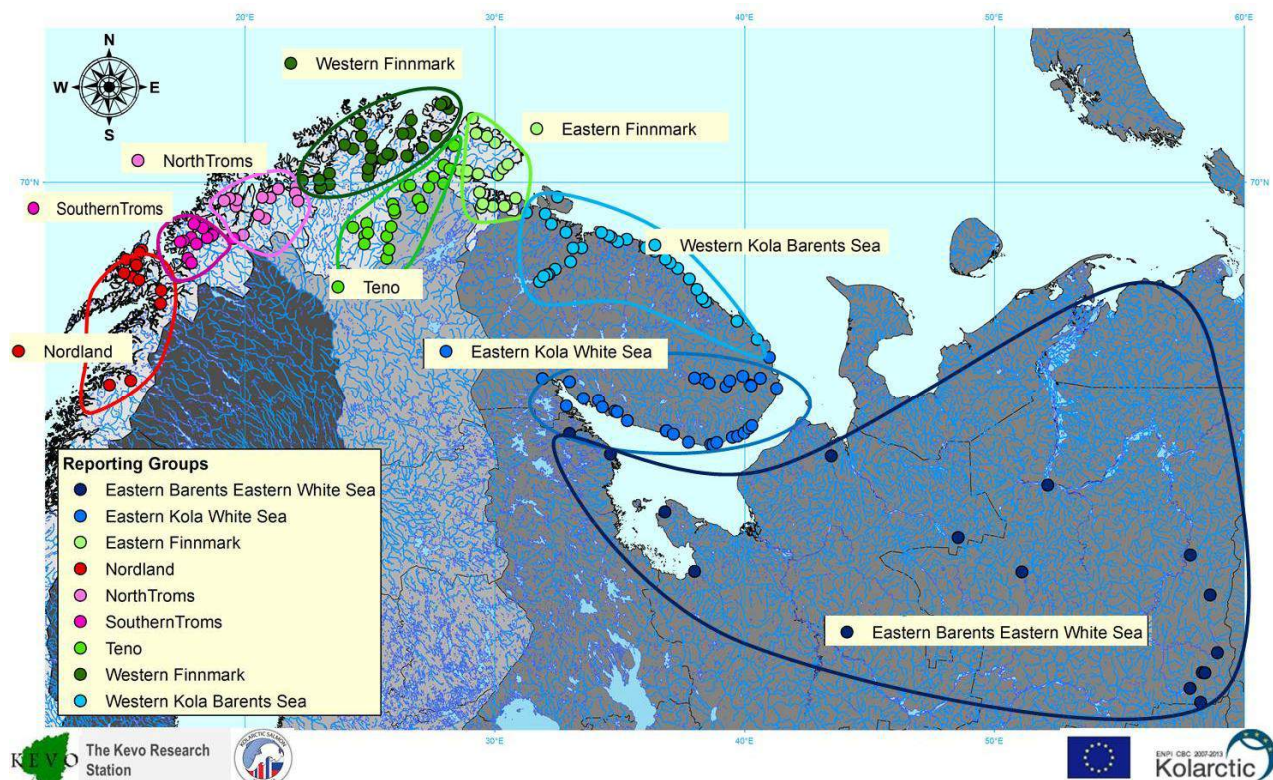 20°E 30°E 40°E 50°E 60°E
N
W E
S
Western Finnmark
Eastern Finnmark
NorthTroms
70°N 70°N
SouthernTroms
Western Kola Barents Sea
Teno
Nordland
Eastern Kola White Sea
Reporting Groups
Eastern Barents Eastern White Sea
Eastern Kola White Sea
Eastern Finnmark
Nordland
NorthTroms
SouthernTroms
Teno
Western Finnmark
Western Kola Barents Sea
Eastern Barents Eastern White Sea
30°E 40°E 50°E
KEVO
The Kevo Research
Station
KOLARCTIC SALMON
ENPI CBC 2007-2013
Kolarctic